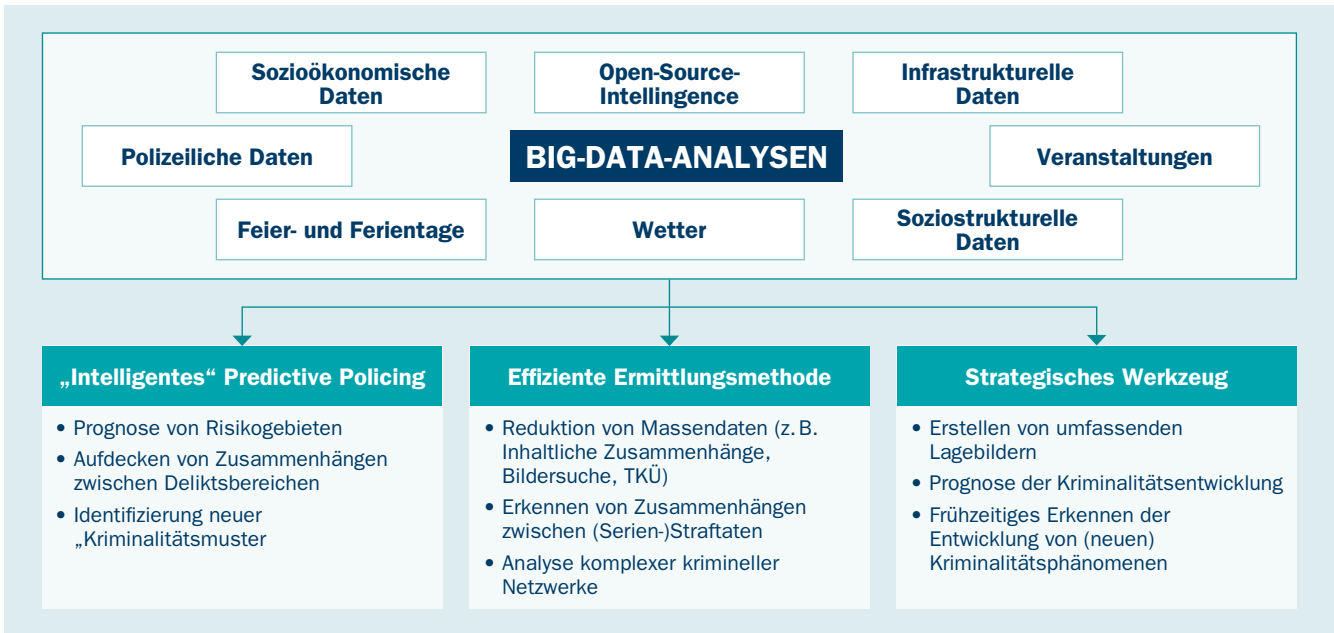 Sozioökonomische
Daten
Open-Source-
Intellingence
Infrastrukturelle
Daten
Polizeiliche Daten
BIG-DATA-ANALYSEN
Veranstaltungen
Feier- und Ferientage
Wetter
Soziostrukturelle
Daten
„Intelligentes“ Predictive Policing
• Prognose von Risikogebieten
• Aufdecken von Zusammenhängen
zwischen Deliktsbereichen
• Identifizierung neuer
„Kriminalitätsmuster
Effiziente Ermittlungsmethode
• Reduktion von Massendaten (z. B.
Inhaltliche Zusammenhänge,
Bildersuche, TKÜ)
• Erkennen von Zusammenhängen
zwischen (Serien-)Straftaten
• Analyse komplexer krimineller
Netzwerke
Strategisches Werkzeug
• Erstellen von umfassenden
Lagebildern
• Prognose der Kriminalitätsentwicklung
• Frühzeitiges Erkennen der
Entwicklung von (neuen)
Kriminalitätsphänomenen